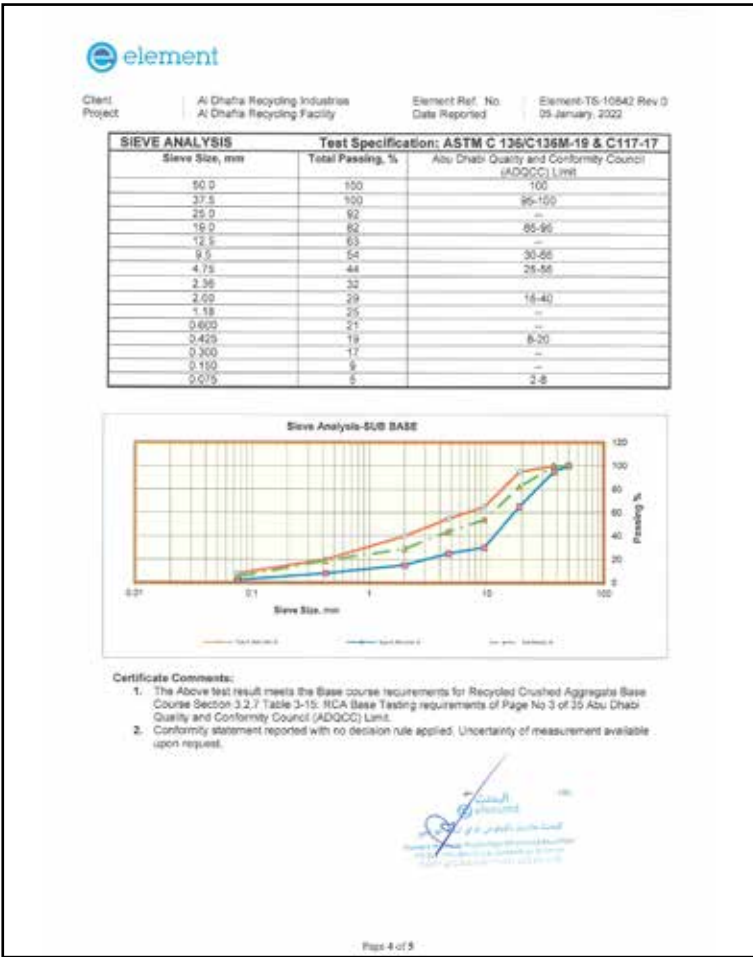 element
Client Al Dhafra Recycling Industries Element Ref. No. Element-TS-10842 Rev.0
Project Al Dhafra Recycling Facility Date Reported 05 January, 2022
SIEVE ANALYSIS Test Specification: ASTM C 136/C136M-19 & C117-17
Sieve Size, mm Total Passing, % Abu Dhabi Quality and Conformity Council
(ADQCC) Limit
50.0 100 100
37.5 100 95-100
25.0 92 --
19.0 82 65-95
12.5 63 --
9.5 54 30-65
4.75 44 25-55
2.36 32
2.00 29 15-40
1.18 25 --
0.600 21 --
0.425 19 8-20
0.300 17 --
0.150 9 --
0.075 2-8
Sieve Analysis-SUB BASE
120
100
80
60
40
20
0
Passing %
0.01 0.1 1 10 100
Sieve Size, mm
Certificate Comments:
1. The Above test result meets the Base course requirements for Recycled Crushed Aggregate Base
Course Section 3.2.7 Table 3-15: RCA Base Testing requirements of Page No 3 of 35 Abu Dhabi
Quality and Conformity Council (ADQCC) Limit.
2. Conformity statement reported with no decision rule applied. Uncertainty of measurement available
upon request.
element
Page 4 of 5